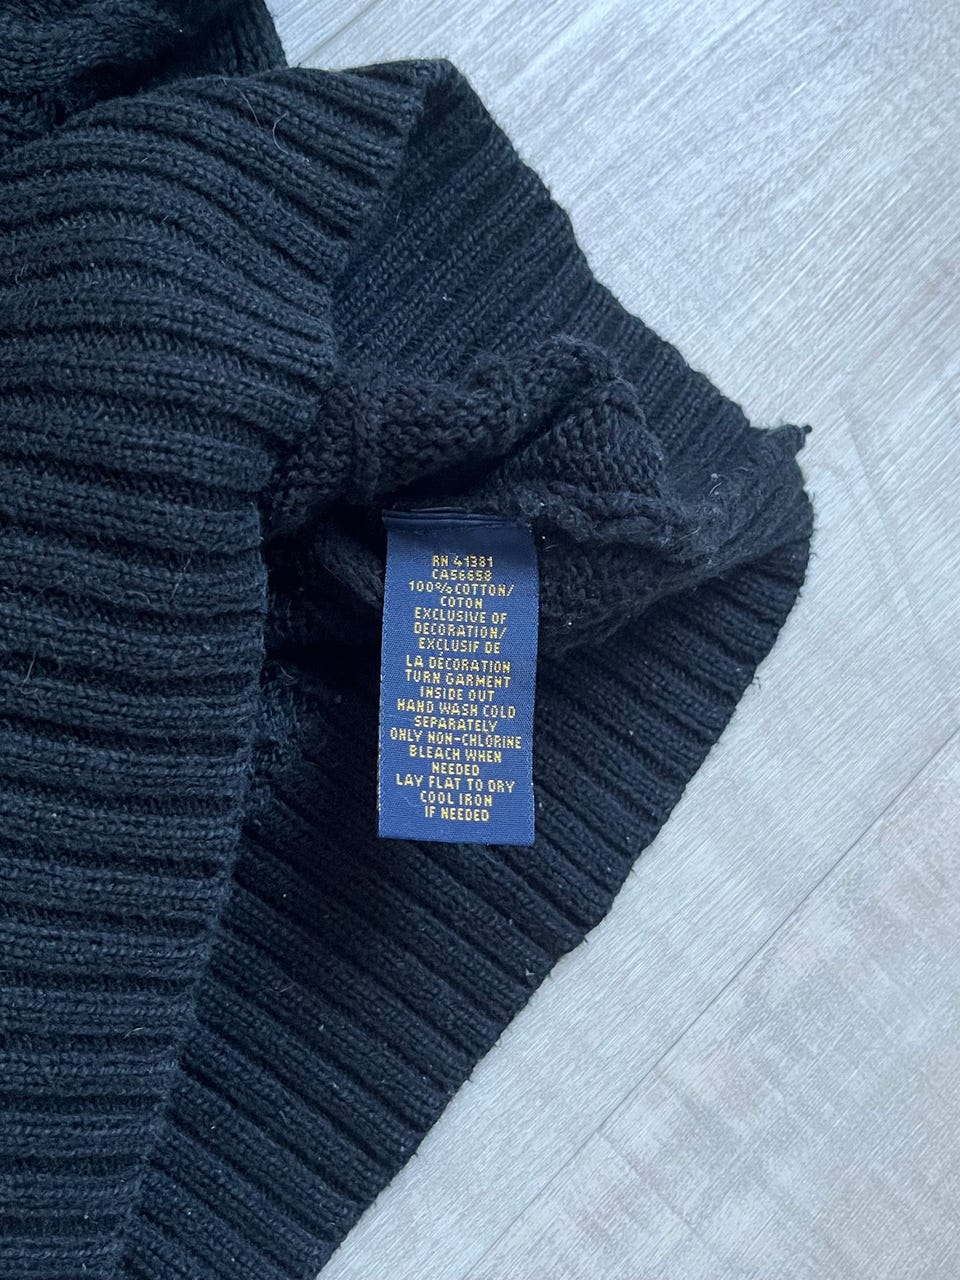 RN 41381
CA56658
100% COTTON/
COTON
EXCLUSIVE OF
DECORATION/
EXCLUSIF DE
LA DÉCORATION
TURN GARMENT
INSIDE OUT
HAND WASH COLD
SEPARATELY
ONLY NON-CHLORINE
BLEACH WHEN
NEEDED
LAY FLAT TO DRY
COOL IRON
IF NEEDED